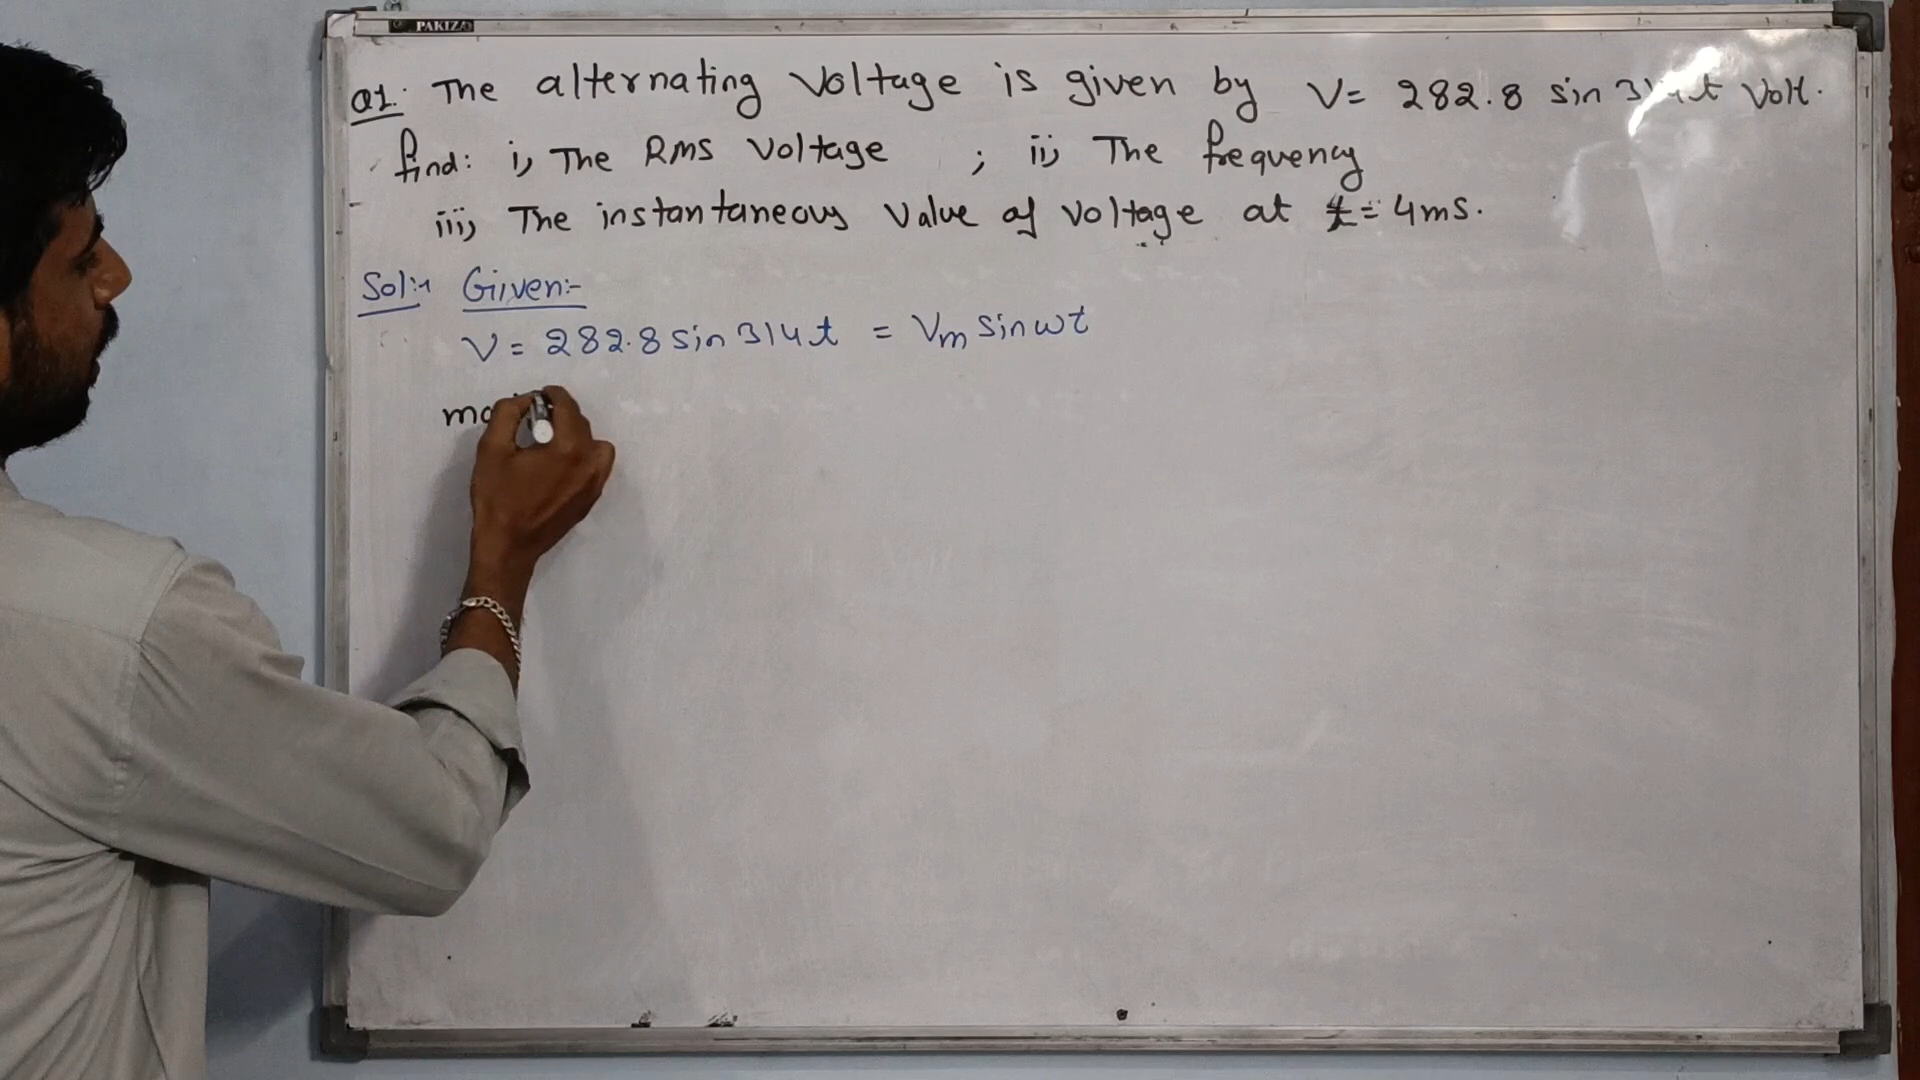 PAKIZA
Q1: The alternating Voltage is given by V= 282.8 sin 314t Volt.
find: i, The RMS Voltage ; ii, The frequency
iii, The instantaneous Value of Voltage at t=4ms.
Sol:- Given:-
V = 282.8 sin 314t = Vm sin ωt